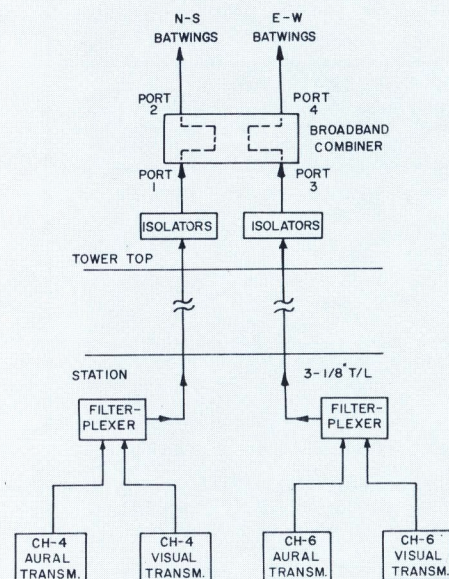 N-S
BATWINGS
E-W
BATWINGS
PORT
2
PORT
4
BROADBAND
COMBINER
PORT
1
PORT
3
ISOLATORS
ISOLATORS
TOWER TOP
STATION
3-1/8" T/L
FILTER-
PLEXER
FILTER-
PLEXER
CH-4
AURAL
TRANSM.
CH-4
VISUAL
TRANSM.
CH-6
AURAL
TRANSM.
CH-6
VISUAL
TRANSM.